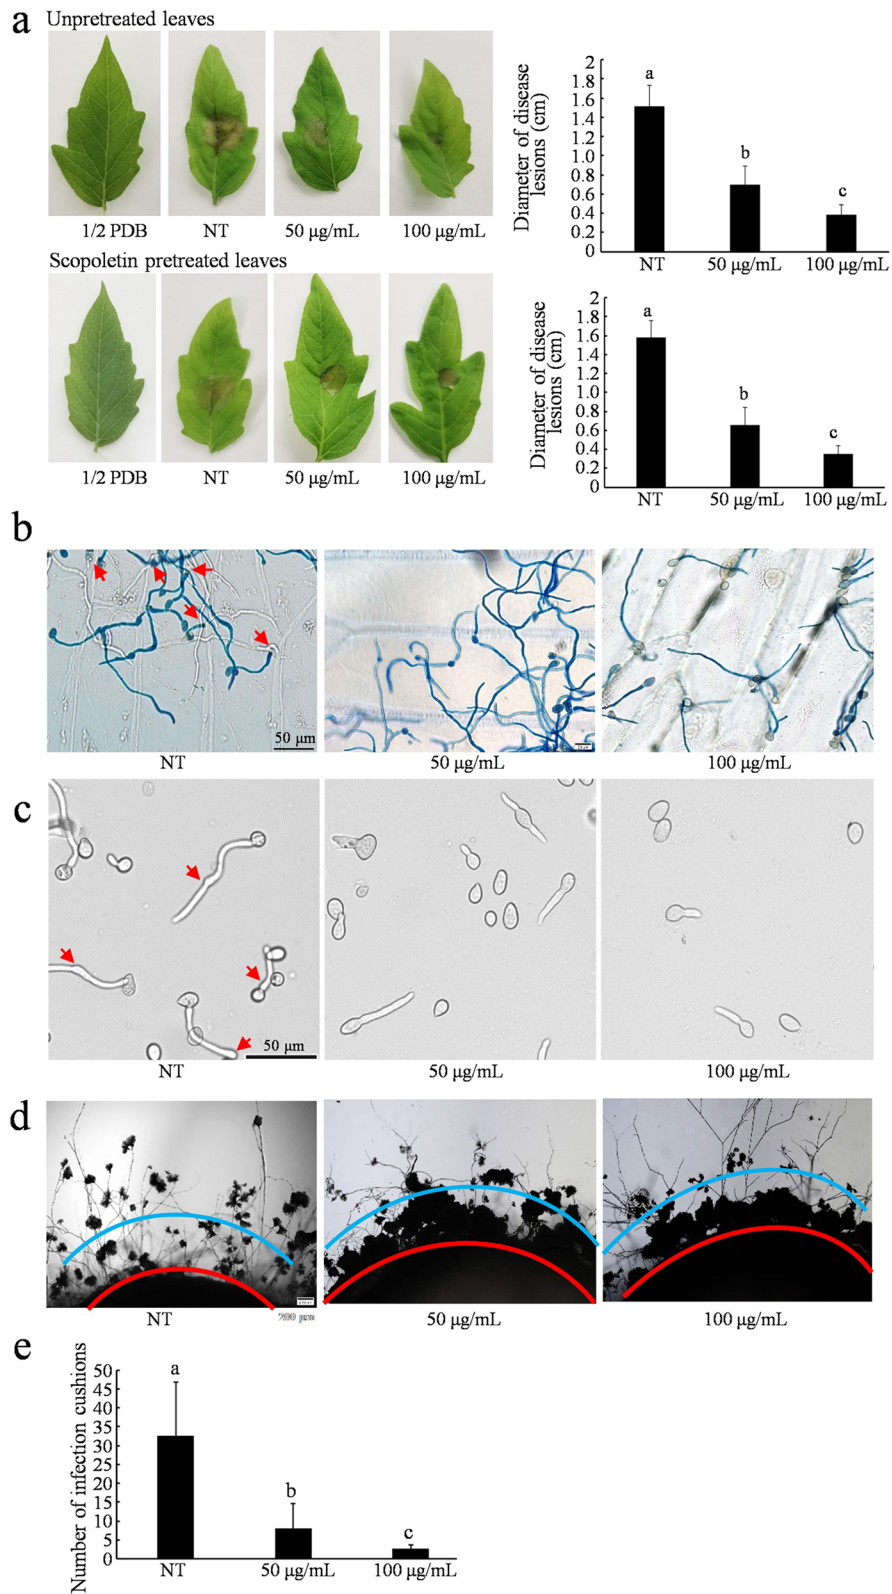 a
Unpretreated leaves
1/2 PDB NT 50 μg/mL 100 μg/mL
Diameter of disease
lesions (cm)
2
1.8
1.6
1.4
1.2
1.0
0.8
0.6
0.4
0.2
0
a
b
c
NT 50 μg/mL 100 μg/mL
Scopoletin pretreated leaves
1/2 PDB NT 50 μg/mL 100 μg/mL
Diameter of disease
lesions (cm)
2
1.8
1.6
1.4
1.2
1.0
0.8
0.6
0.4
0.2
0
a
b
c
NT 50 μg/mL 100 μg/mL
b
50 μm
NT 50 μg/mL 100 μg/mL
c
50 μm
NT 50 μg/mL 100 μg/mL
d
NT 50 μg/mL 100 μg/mL
200 μm
e
Number of infection cushions
50
45
40
35
30
25
20
15
10
5
0
a
b
c
NT 50 μg/mL 100 μg/mL